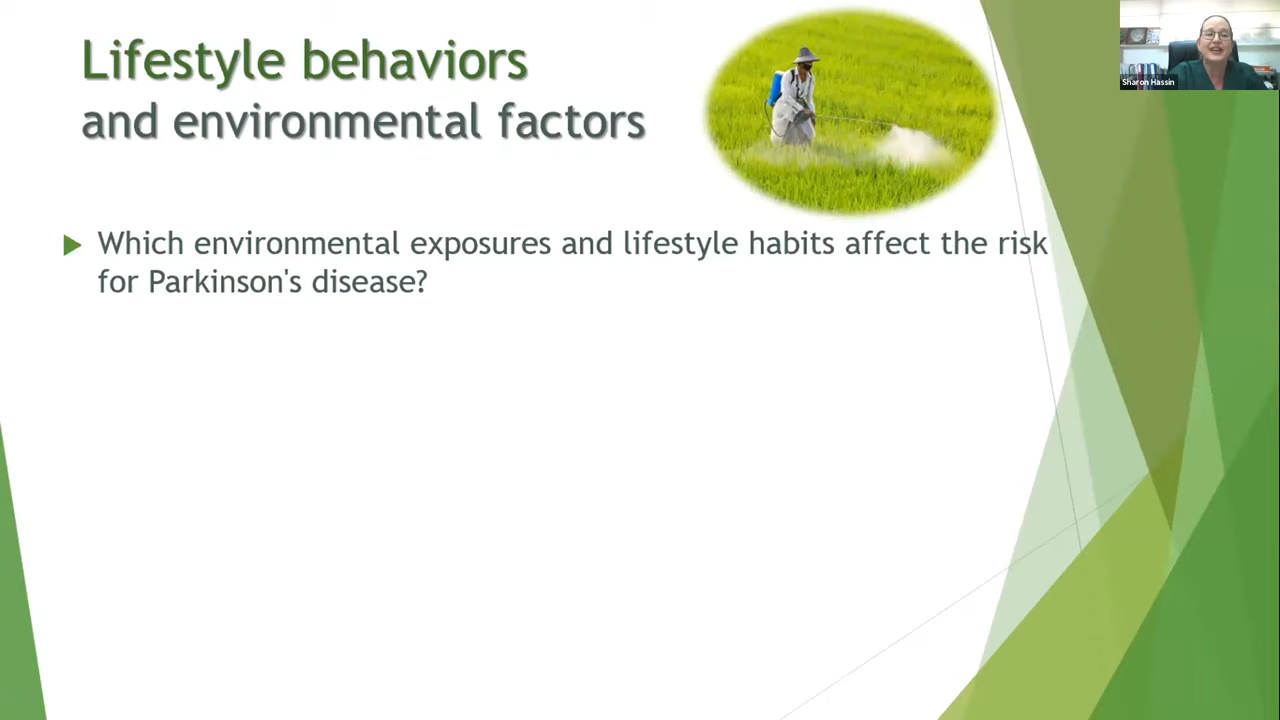 Lifestyle behaviors
and environmental factors
Which environmental exposures and lifestyle habits affect the risk
for Parkinson's disease?
Sharon Hassin